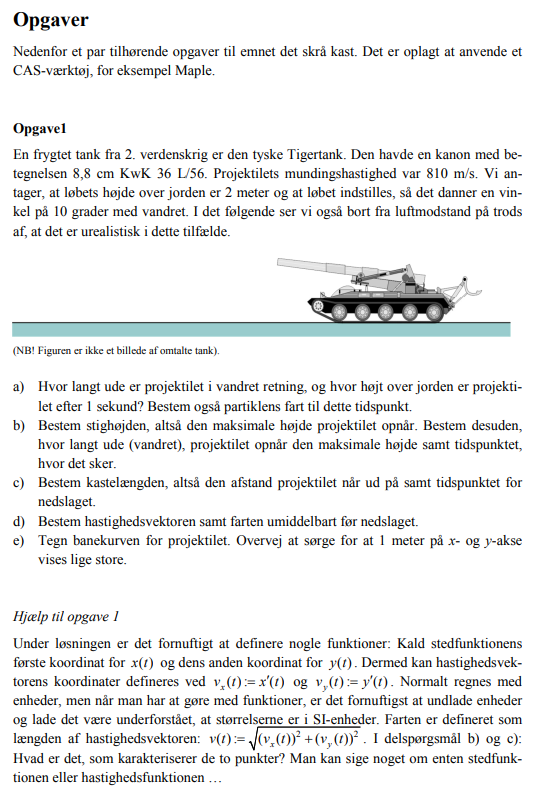 Opgaver
Nedenfor et par tilhørende opgaver til emnet det skrå kast. Det er oplagt at anvende et
CAS-værktøj, for eksempel Maple.
Opgave1
En frygtet tank fra 2. verdenskrig er den tyske Tigertank. Den havde en kanon med be-
tegnelsen 8,8 cm KwK 36 L/56. Projektilets mundingshastighed var 810 m/s. Vi an-
tager, at løbets højde over jorden er 2 meter og at løbet indstilles, så det danner en vin-
kel på 10 grader med vandret. I det følgende ser vi også bort fra luftmodstand på trods
af, at det er urealistisk i dette tilfælde.
(NB! Figuren er ikke et billede af omtalte tank).
a) Hvor langt ude er projektilet i vandret retning, og hvor højt over jorden er projekti-
let efter 1 sekund? Bestem også partiklens fart til dette tidspunkt.
b) Bestem stighøjden, altså den maksimale højde projektilet opnår. Bestem desuden,
hvor langt ude (vandret), projektilet opnår den maksimale højde samt tidspunktet,
hvor det sker.
c) Bestem kastelængden, altså den afstand projektilet når ud på samt tidspunktet for
nedslaget.
d) Bestem hastighedsvektoren samt farten umiddelbart før nedslaget.
e) Tegn banekurven for projektilet. Overvej at sørge for at 1 meter på x- og y-akse
vises lige store.
Hjælp til opgave 1
Under løsningen er det fornuftigt at definere nogle funktioner: Kald stedfunktionens
første koordinat for x(t) og dens anden koordinat for y(t). Dermed kan hastighedsvek-
torens koordinater defineres ved vₓ(t) := x′(t) og v_y(t) := y′(t). Normalt regnes med
enheder, men når man har at gøre med funktioner, er det fornuftigst at undlade enheder
og lade det være underforstået, at størrelserne er i SI-enheder. Farten er defineret som
længden af hastighedsvektoren: v(t) := √((vₓ(t))² + (v_y(t))²). I delspørgsmål b) og c):
Hvad er det, som karakteriserer de to punkter? Man kan sige noget om enten stedfunk-
tionen eller hastighedsfunktionen …